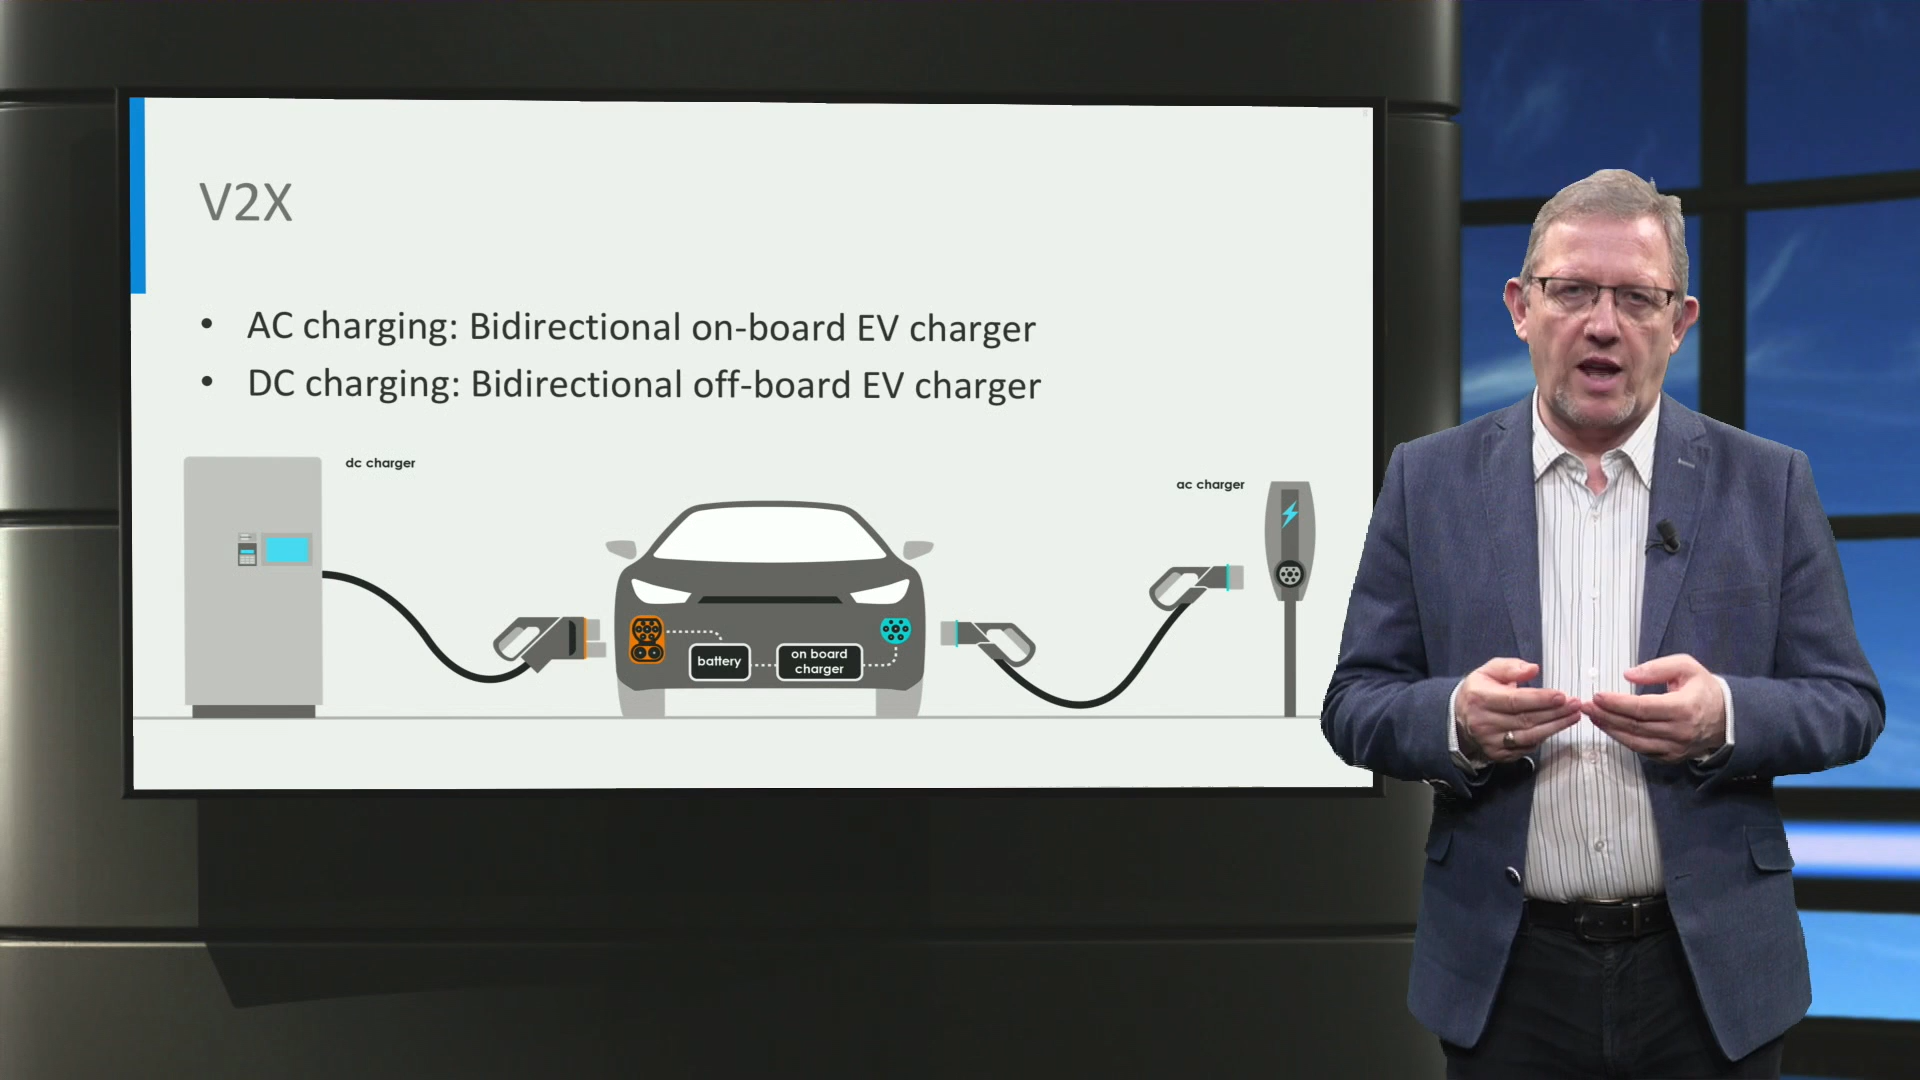 V2X
• AC charging: Bidirectional on-board EV charger
• DC charging: Bidirectional off-board EV charger
dc charger
ac charger
battery
on board
charger